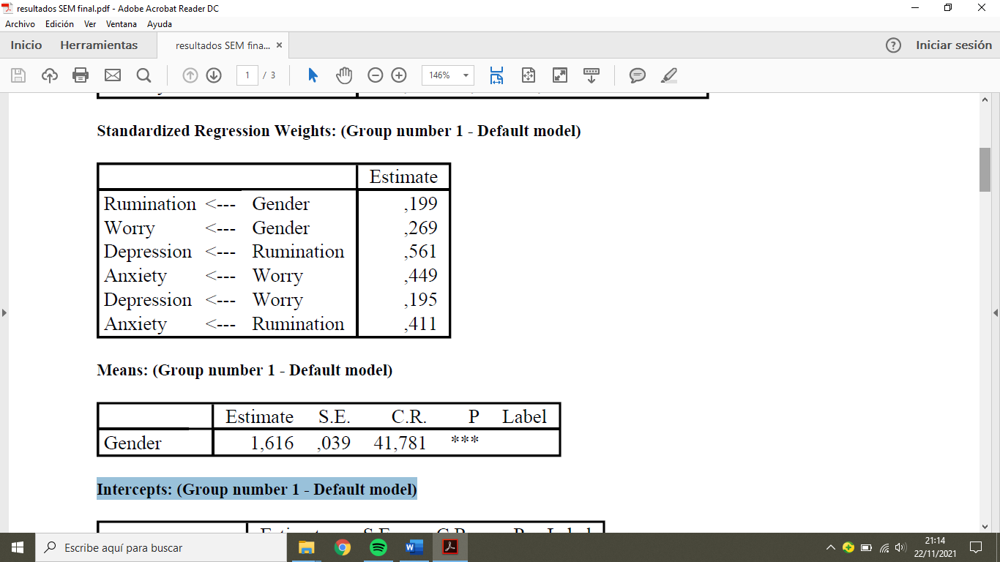 resultados SEM final.pdf - Adobe Acrobat Reader DC
Archivo Edición Ver Ventana Ayuda
Inicio Herramientas resultados SEM fina... × Iniciar sesión
1 / 3 146%
Standardized Regression Weights: (Group number 1 - Default model)
Estimate
Rumination <--- Gender ,199
Worry <--- Gender ,269
Depression <--- Rumination ,561
Anxiety <--- Worry ,449
Depression <--- Worry ,195
Anxiety <--- Rumination ,411
Means: (Group number 1 - Default model)
Estimate S.E. C.R. P Label
Gender 1,616 ,039 41,781 ***
Intercepts: (Group number 1 - Default model)
Estimate S.E. C.R. P Label
Escribe aquí para buscar
21:14
22/11/2021